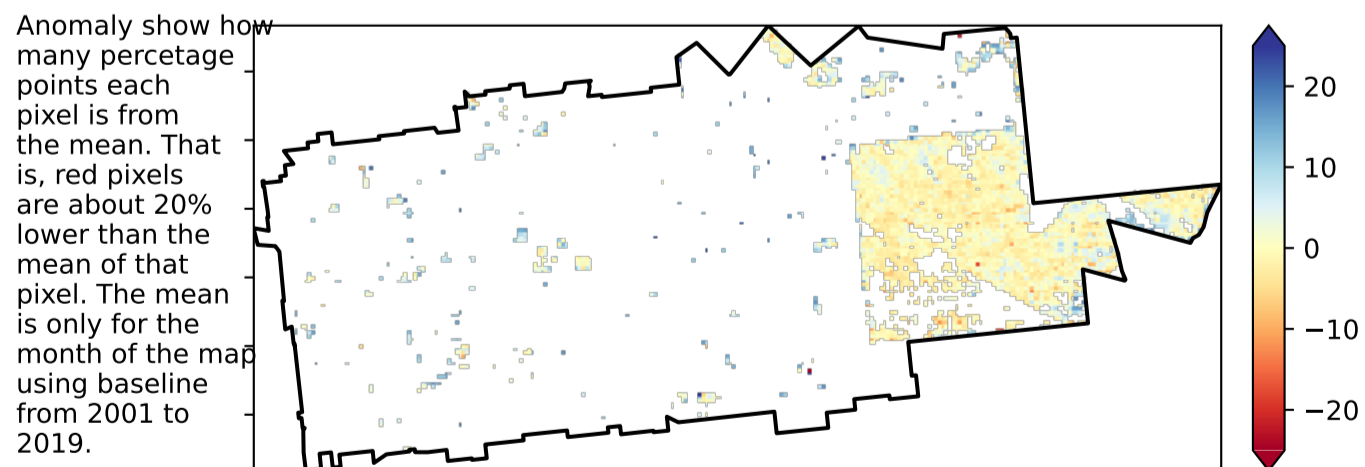 Anomaly show how
many percetage
points each
pixel is from
the mean. That
is, red pixels
are about 20%
lower than the
mean of that
pixel. The mean
is only for the
month of the map
using baseline
from 2001 to
2019.
20
10
0
−10
−20